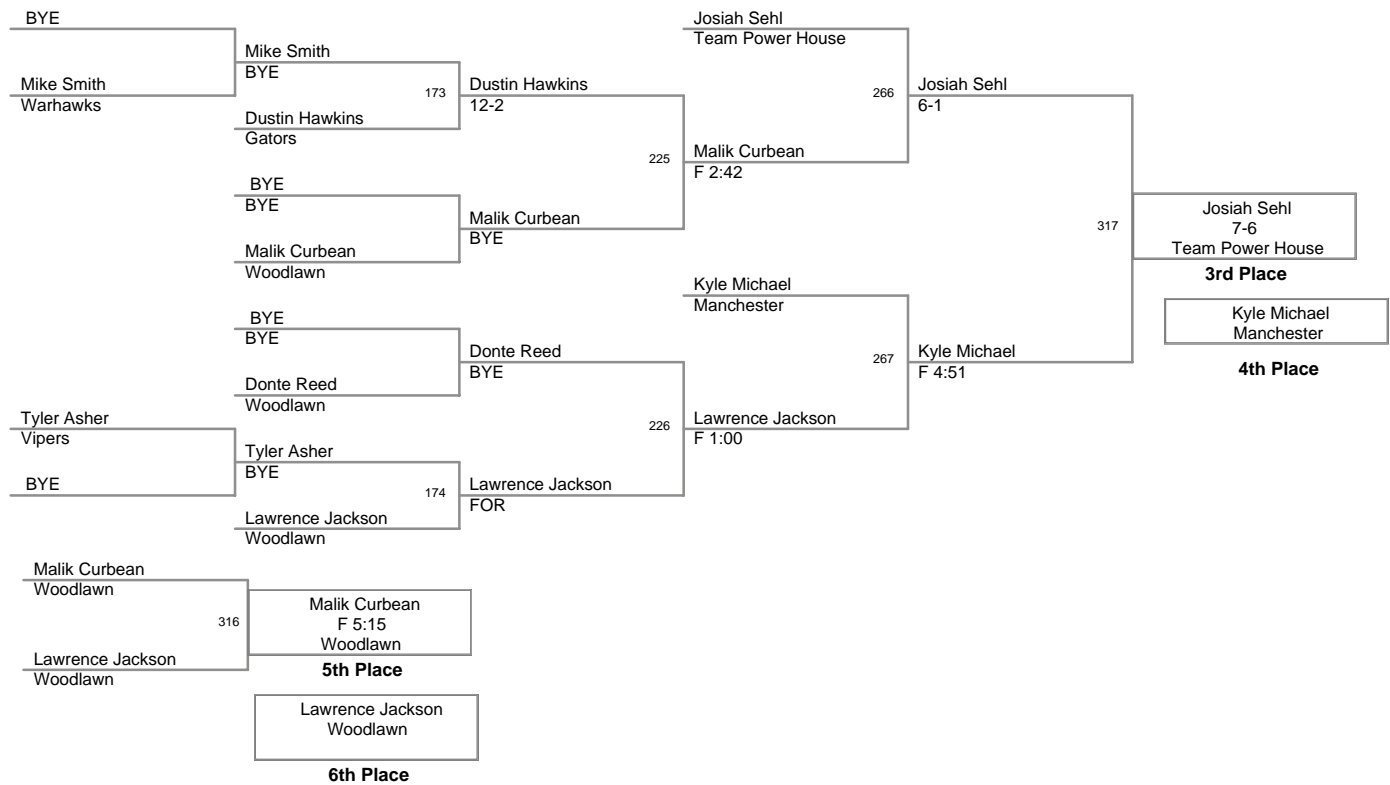 BYE
Mike Smith
Warhawks
Mike Smith
BYE
173
Dustin Hawkins
Gators
Dustin Hawkins
12-2
BYE
BYE
Malik Curbean
Woodlawn
Malik Curbean
BYE
225
Malik Curbean
F 2:42
Josiah Sehl
Team Power House
266
Josiah Sehl
6-1
BYE
BYE
Donte Reed
Woodlawn
Donte Reed
BYE
Tyler Asher
Vipers
BYE
Tyler Asher
BYE
174
Lawrence Jackson
Woodlawn
Lawrence Jackson
FOR
226
Lawrence Jackson
F 1:00
Kyle Michael
Manchester
267
Kyle Michael
F 4:51
317
Josiah Sehl
7-6
Team Power House
3rd Place
Kyle Michael
Manchester
4th Place
Malik Curbean
Woodlawn
316
Lawrence Jackson
Woodlawn
Malik Curbean
F 5:15
Woodlawn
5th Place
Lawrence Jackson
Woodlawn
6th Place